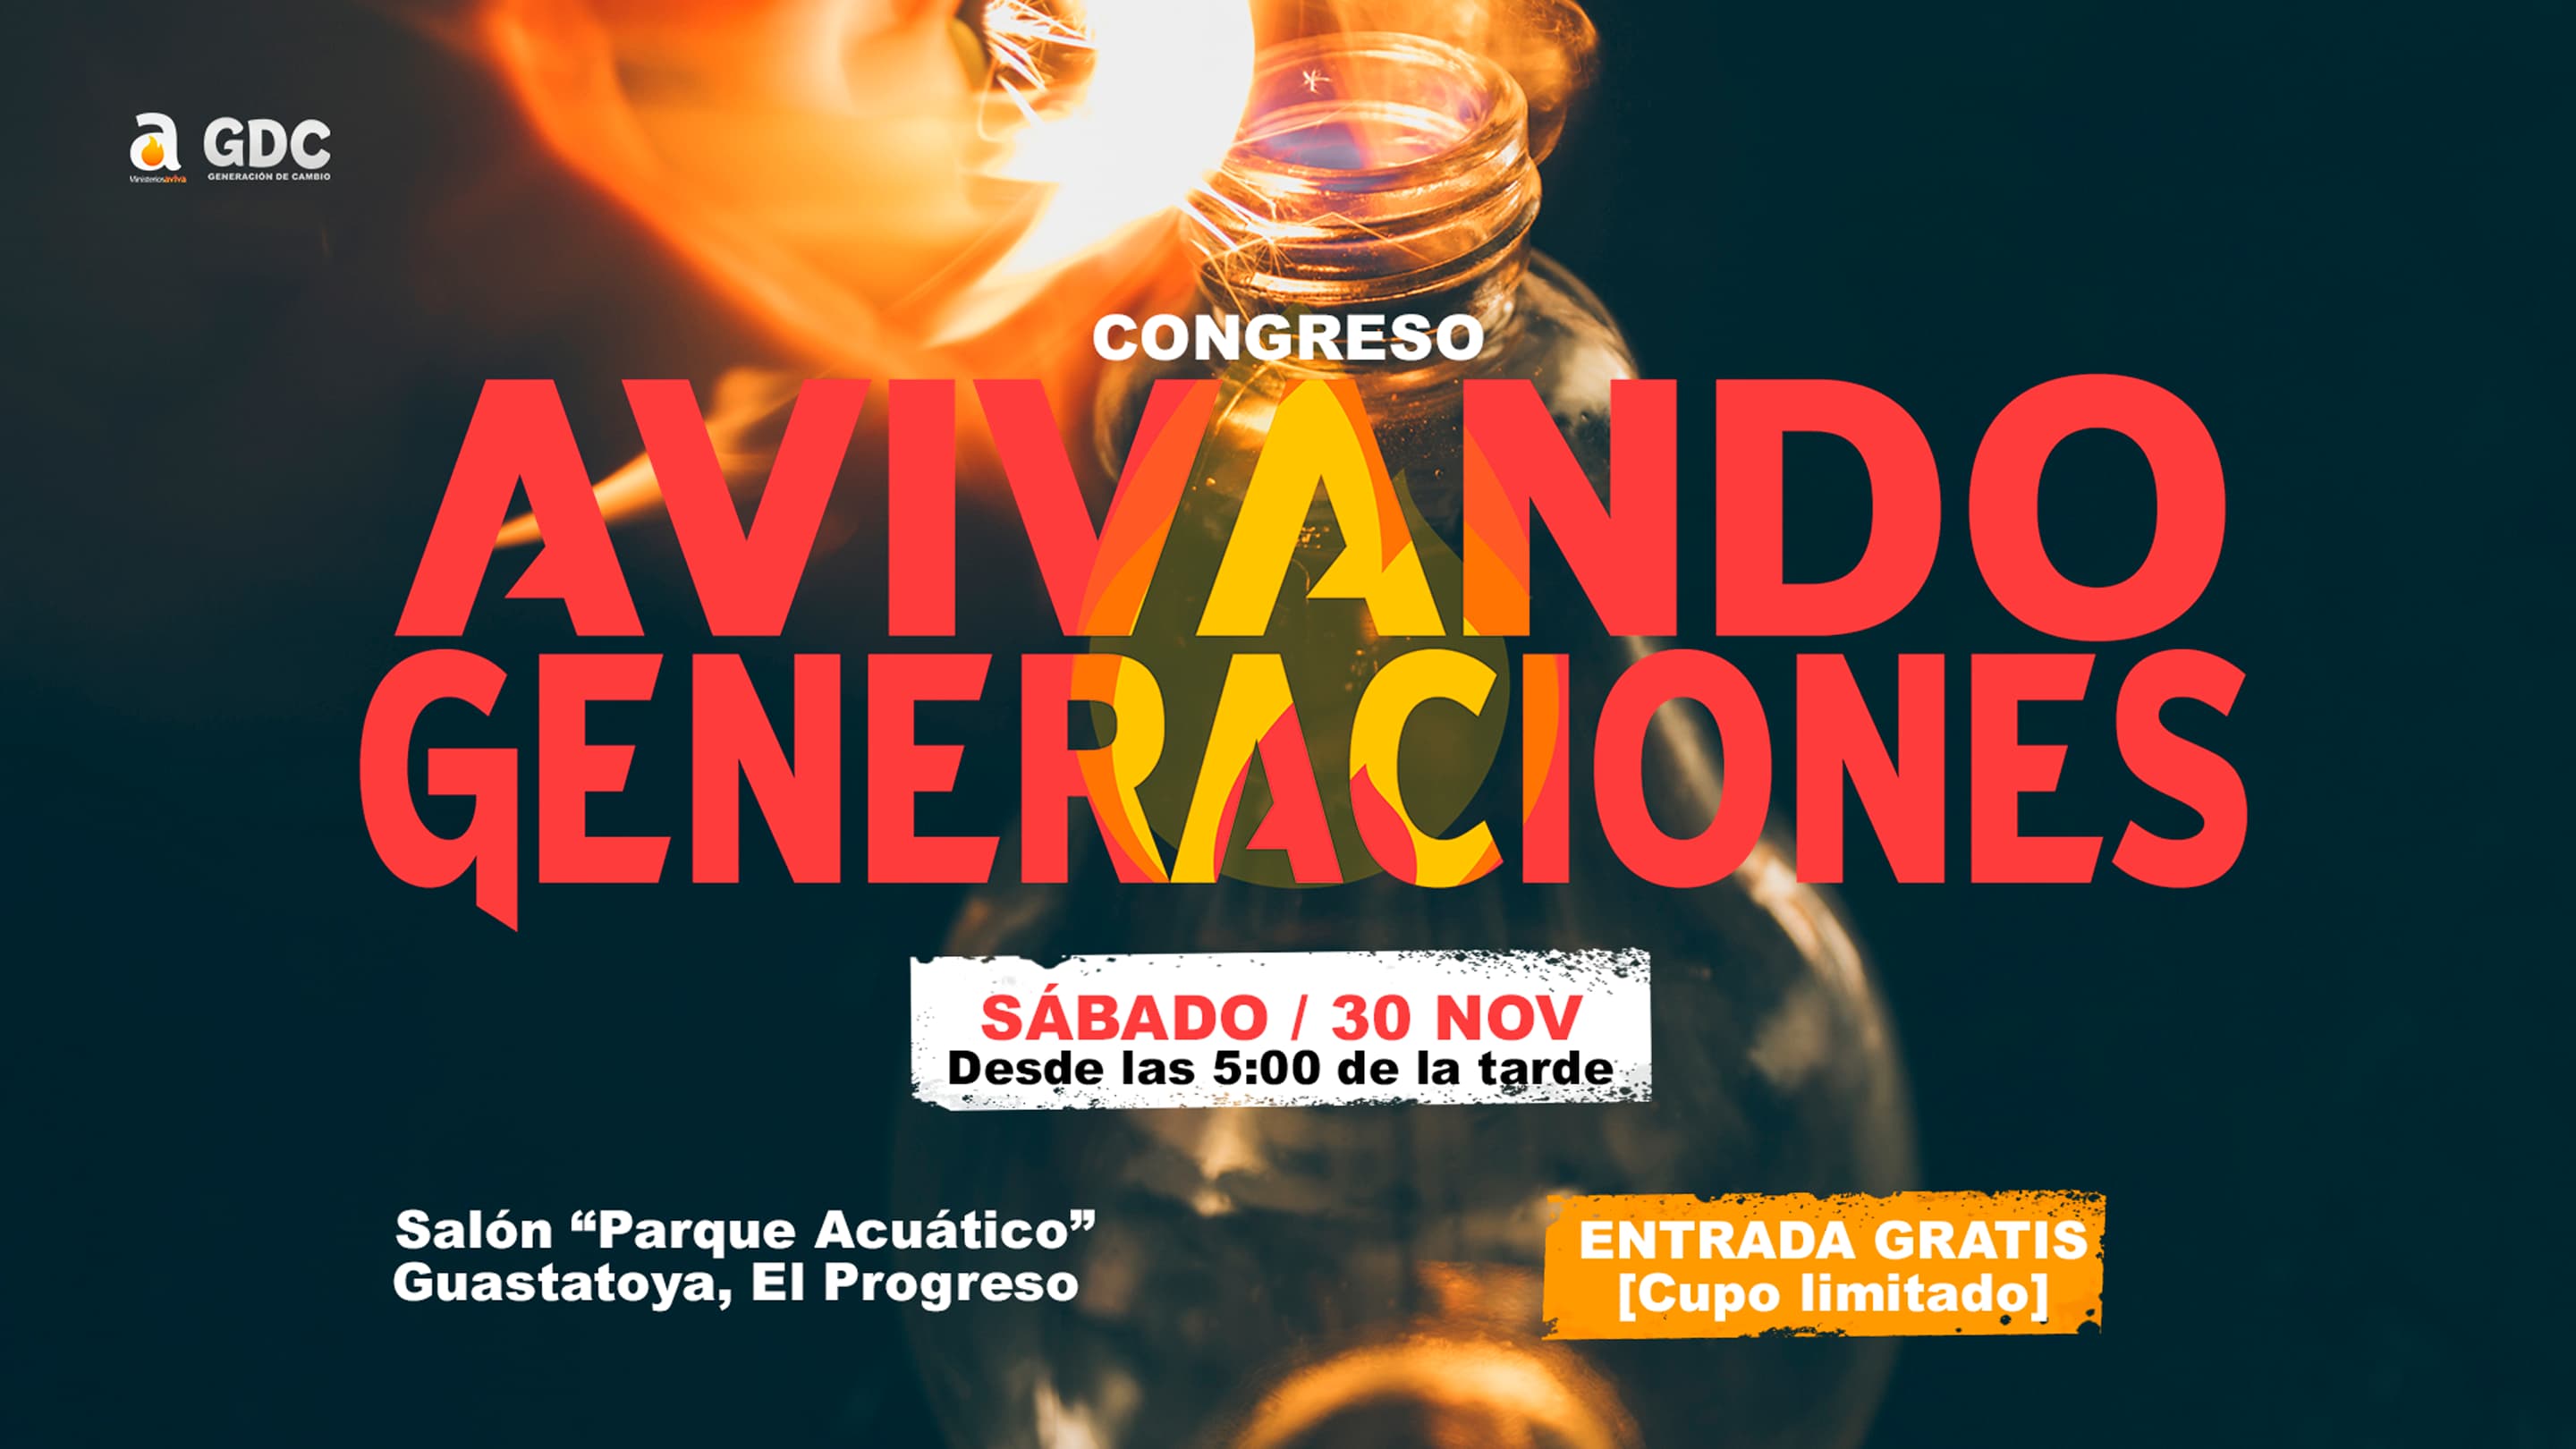 a GDC
Ministeriosaviva GENERACIÓN DE CAMBIO
CONGRESO
AVIVANDO
GENERACIONES
SÁBADO / 30 NOV
Desde las 5:00 de la tarde
Salón “Parque Acuático”
Guastatoya, El Progreso
ENTRADA GRATIS
[Cupo limitado]